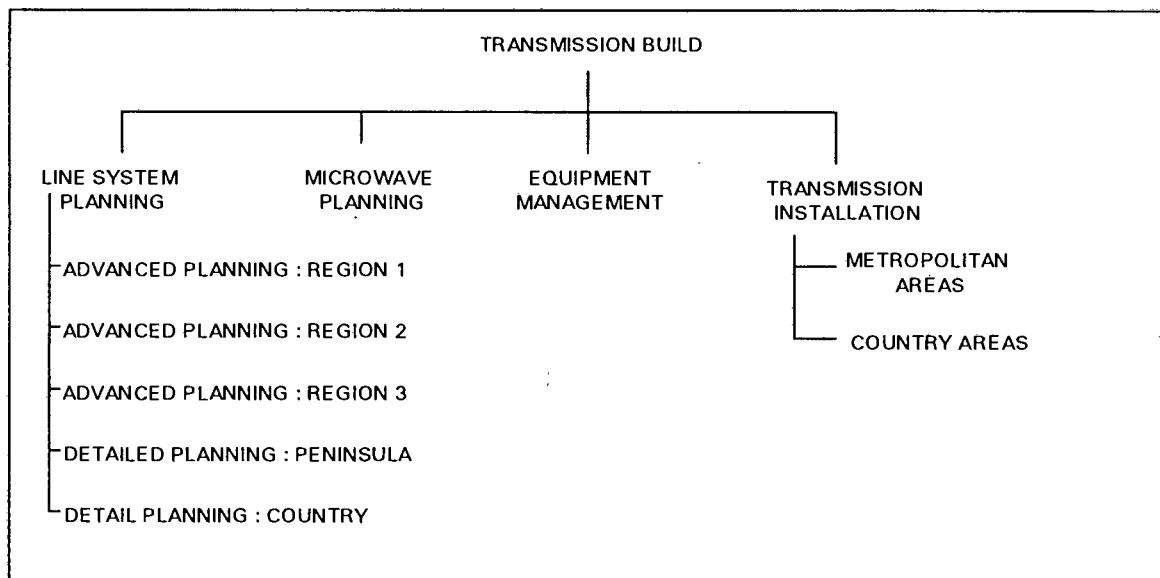 TRANSMISSION BUILD
LINE SYSTEM
PLANNING
MICROWAVE
PLANNING
EQUIPMENT
MANAGEMENT
TRANSMISSION
INSTALLATION
ADVANCED PLANNING : REGION 1
ADVANCED PLANNING : REGION 2
ADVANCED PLANNING : REGION 3
DETAILED PLANNING : PENINSULA
DETAIL PLANNING : COUNTRY
METROPOLITAN
AREAS
COUNTRY AREAS